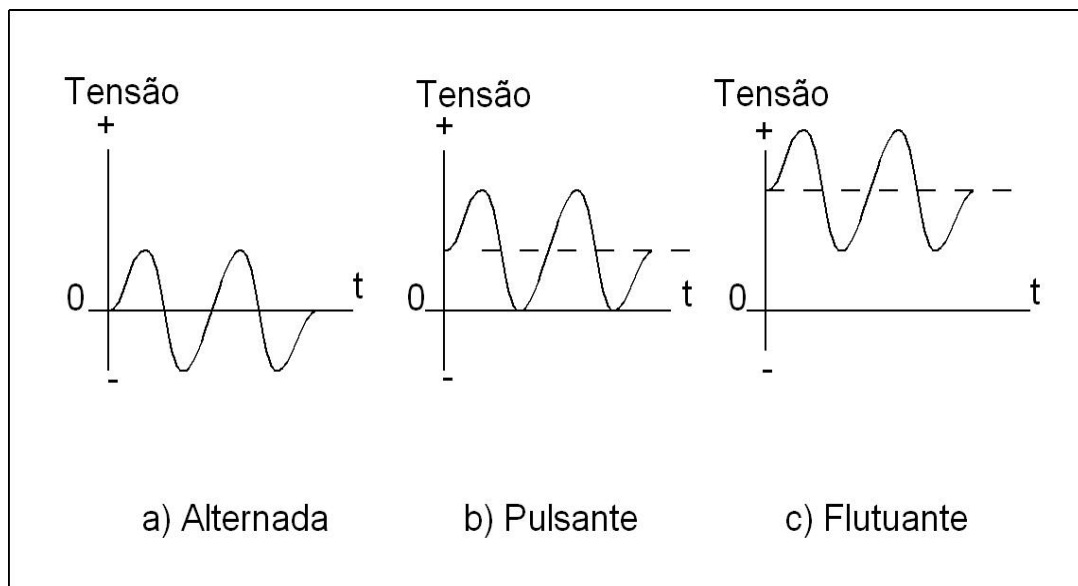 Tensão
+
0
t
-
a) Alternada
Tensão
+
0
t
-
b) Pulsante
Tensão
+
0
t
-
c) Flutuante